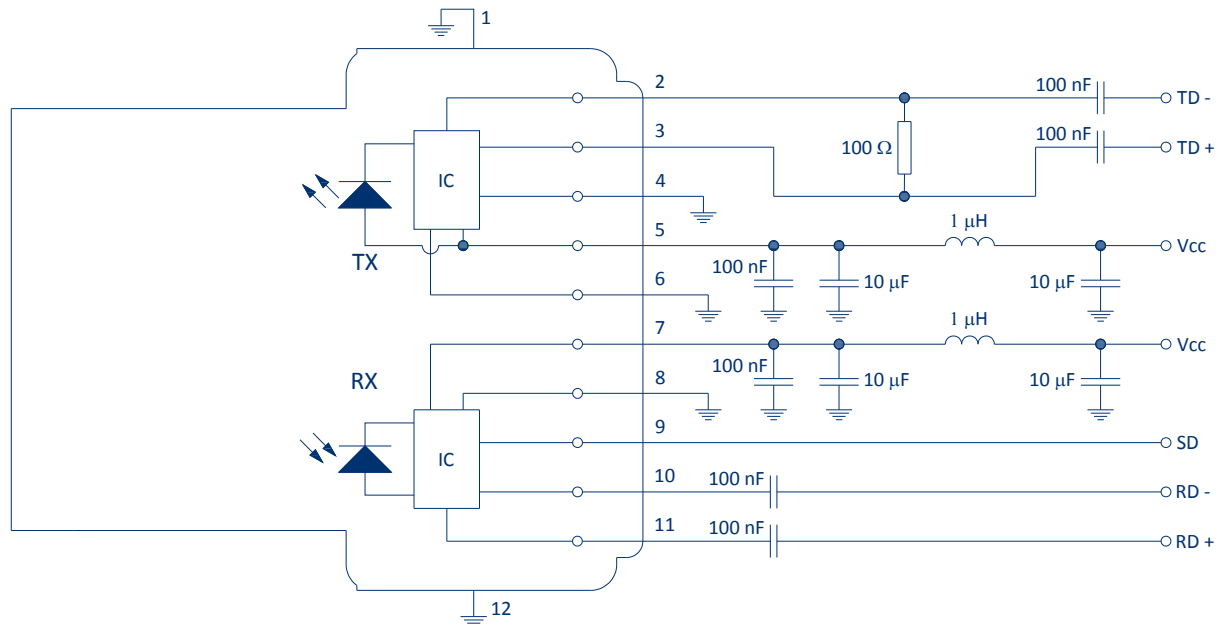 1
2
100 nF
TD -
3
100 nF
TD +
100 Ω
IC
4
1 μH
5
Vcc
TX
100 nF
10 μF
10 μF
6
1 μH
7
Vcc
RX
100 nF
10 μF
10 μF
8
9
SD
IC
10
100 nF
RD -
11
100 nF
RD +
12